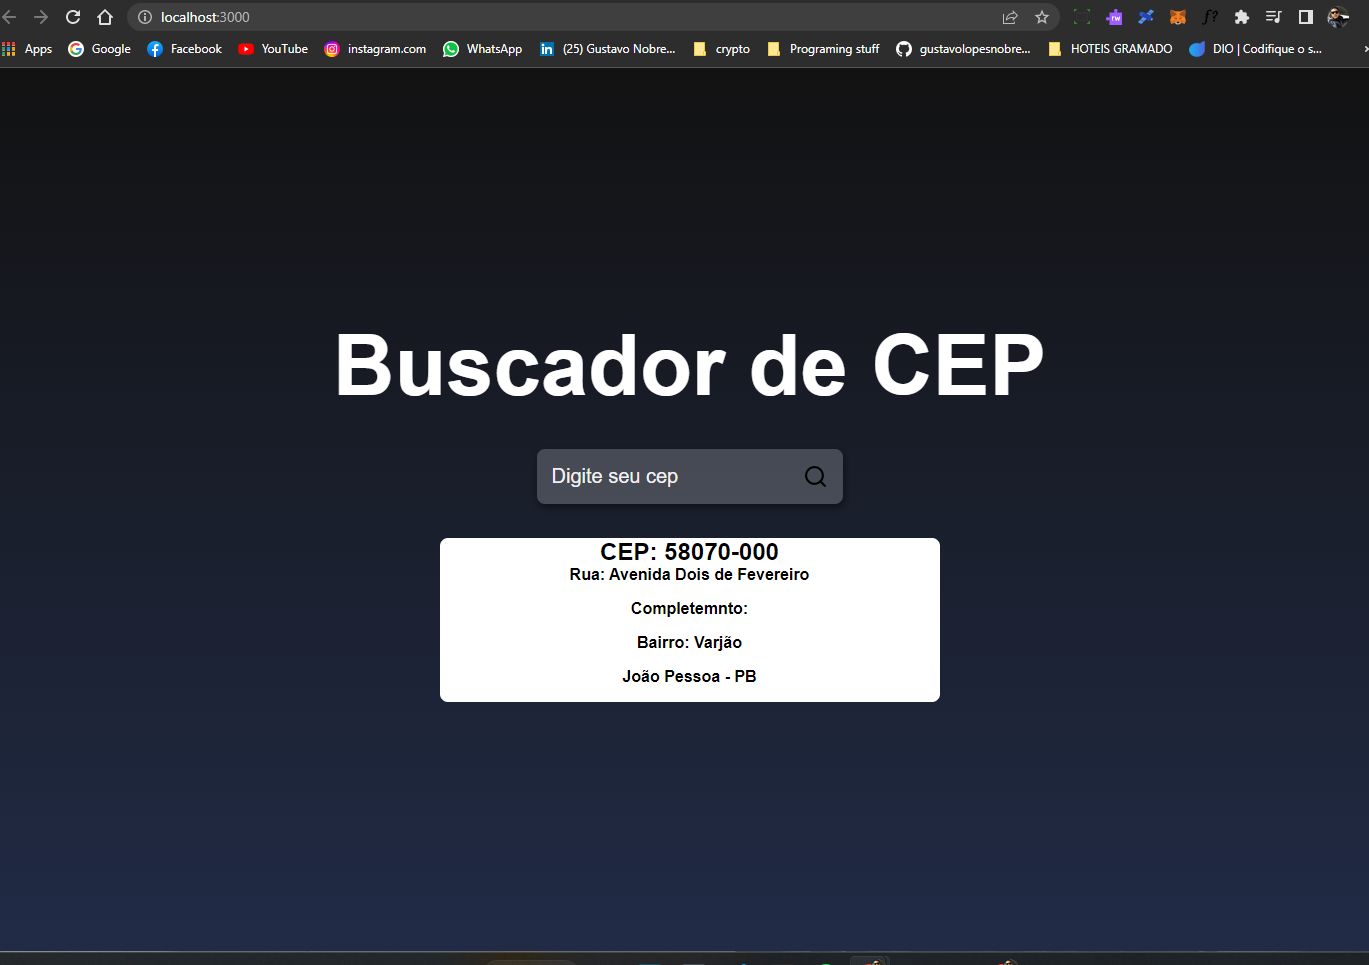 localhost:3000
f?
Apps Google Facebook YouTube instagram.com WhatsApp (25) Gustavo Nobre... crypto Programing stuff gustavolopesnobre... HOTEIS GRAMADO DIO | Codifique o s...
Buscador de CEP
Digite seu cep
CEP: 58070-000
Rua: Avenida Dois de Fevereiro
Completemnto:
Bairro: Varjão
João Pessoa - PB